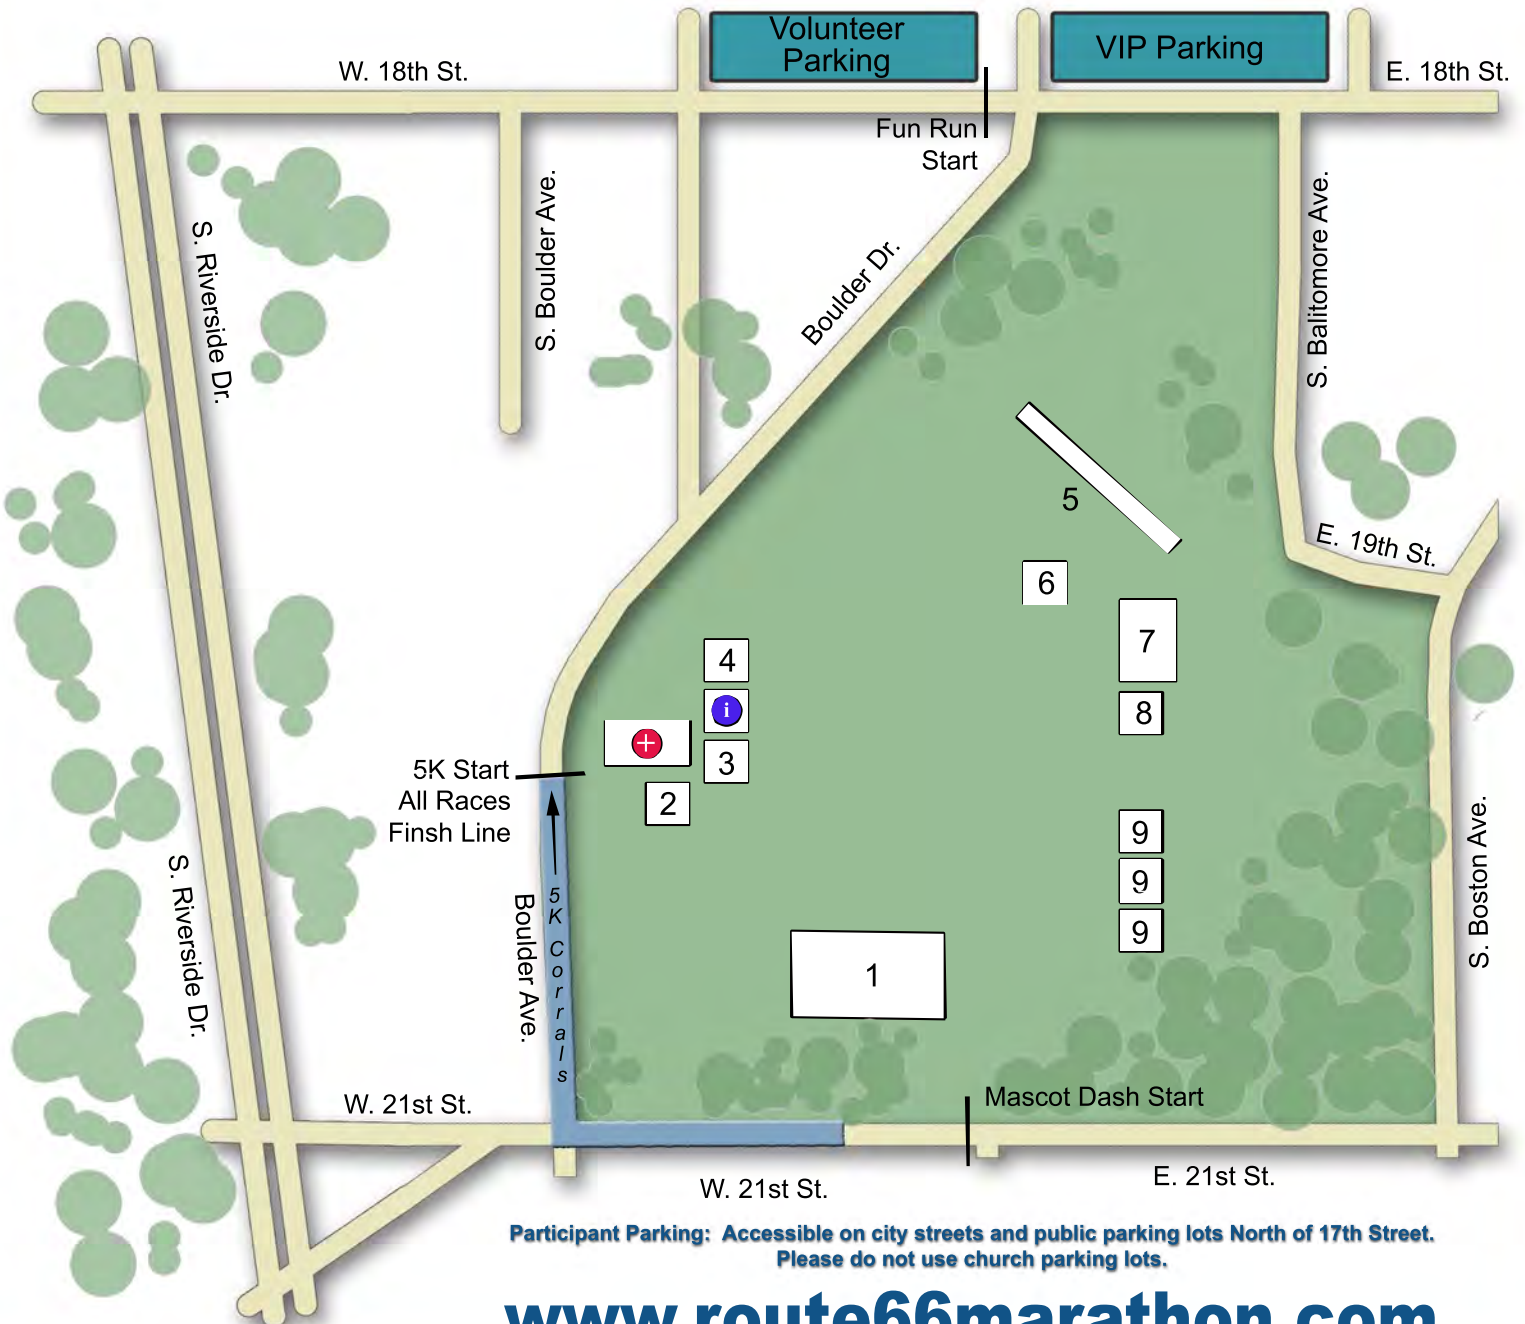 Volunteer
Parking
VIP Parking
W. 18th St.
E. 18th St.
Fun Run
Start
S. Riverside Dr.
S. Boulder Ave.
Boulder Dr.
S. Balitomore Ave.
5
E. 19th St.
6
7
4
i
8
3
5K Start
All Races
Finsh Line
2
9
9
9
S. Riverside Dr.
Boulder Ave.
5K Corrals
S. Boston Ave.
1
W. 21st St.
Mascot Dash Start
W. 21st St.
E. 21st St.
Participant Parking: Accessible on city streets and public parking lots North of 17th Street.
Please do not use church parking lots.
www.route66marathon.com